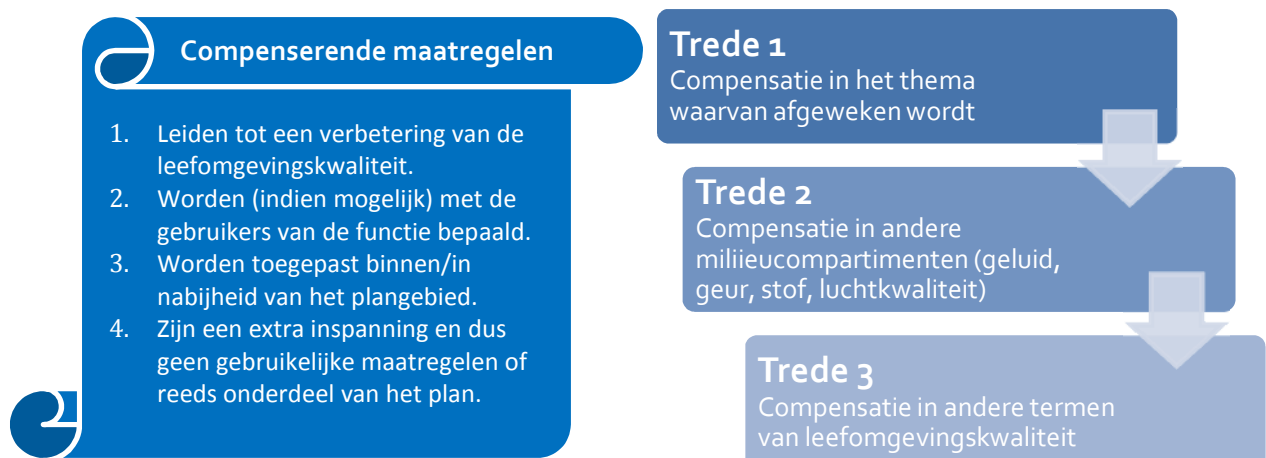 Compenserende maatregelen
1. Leiden tot een verbetering van de
leefomgevingskwaliteit.
2. Worden (indien mogelijk) met de
gebruikers van de functie bepaald.
3. Worden toegepast binnen/in
nabijheid van het plangebied.
4. Zijn een extra inspanning en dus
geen gebruikelijke maatregelen of
reeds onderdeel van het plan.
Trede 1
Compensatie in het thema
waarvan afgeweken wordt
Trede 2
Compensatie in andere
miliieucompartimenten (geluid,
geur, stof, luchtkwaliteit)
Trede 3
Compensatie in andere termen
van leefomgevingskwaliteit